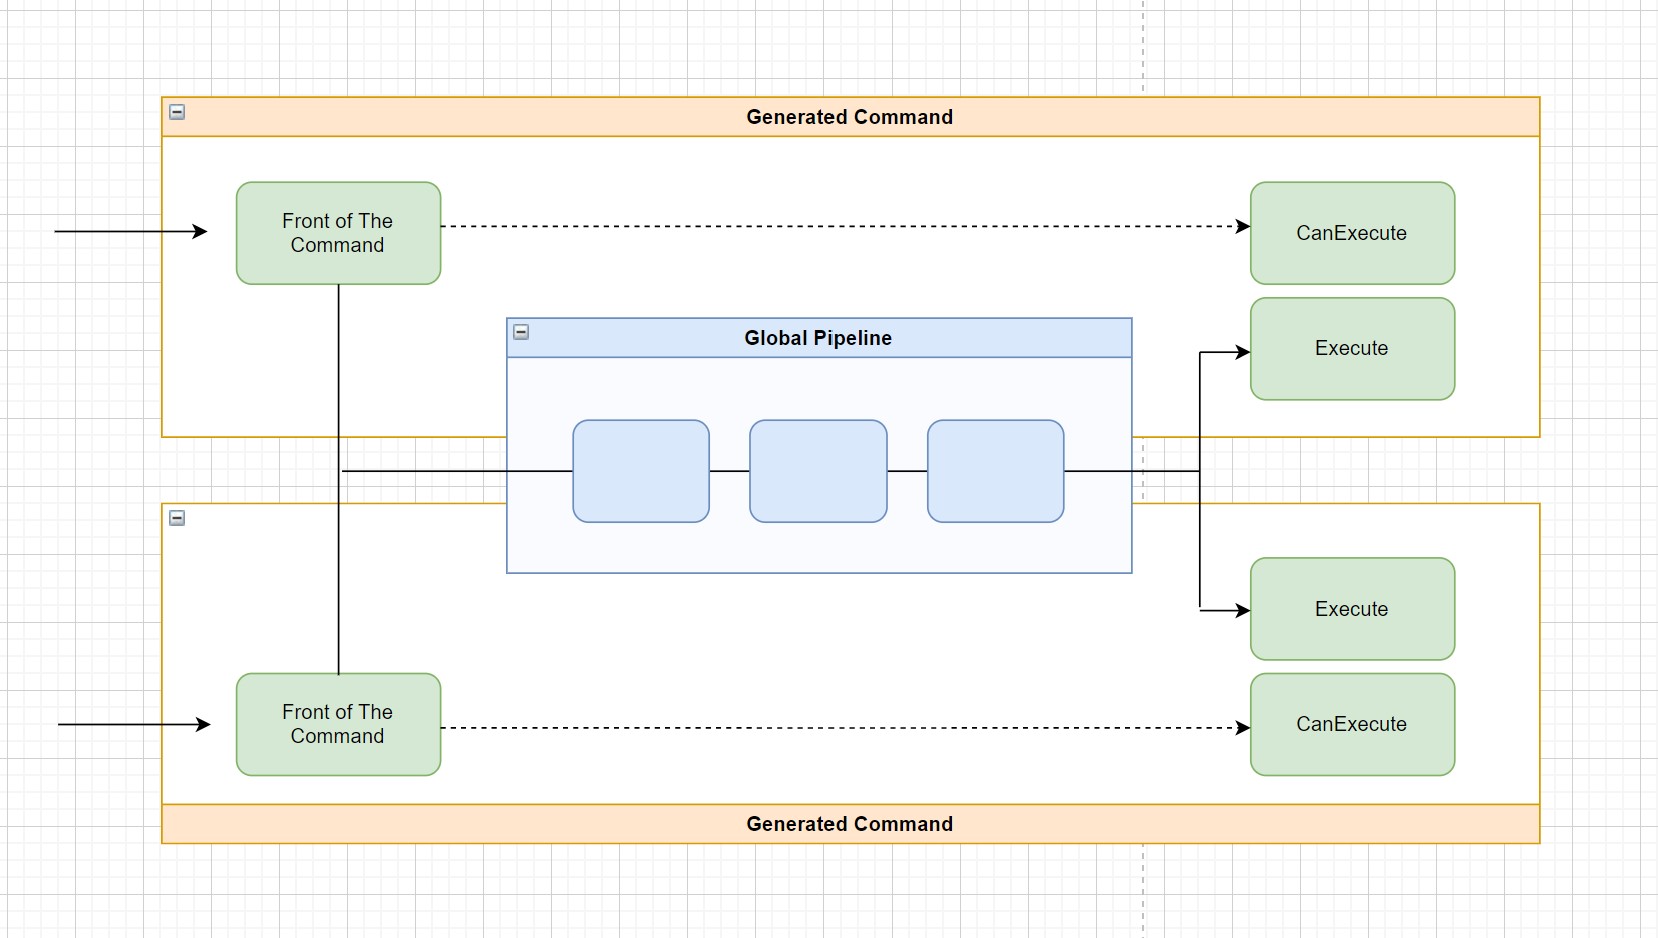 Generated Command
Front of The
Command
CanExecute
Execute
Global Pipeline
Execute
Front of The
Command
CanExecute
Generated Command